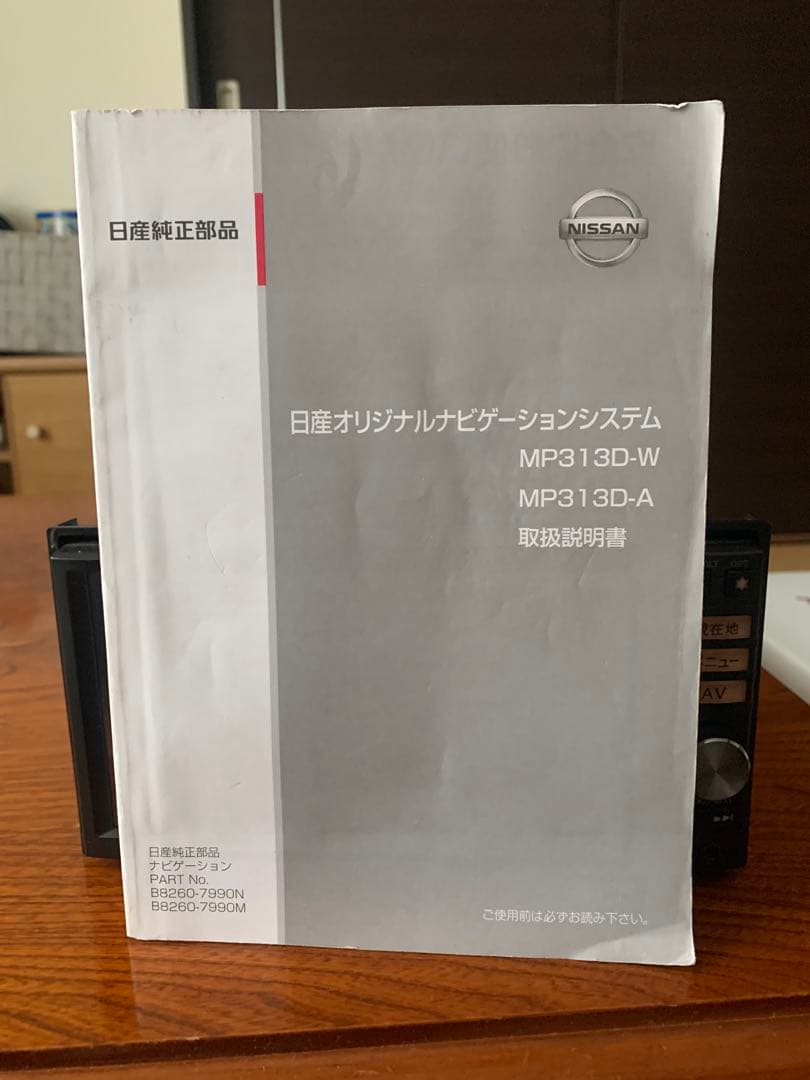 日産純正部品
NISSAN
日産オリジナルナビゲーションシステム
MP313D-W
MP313D-A
取扱説明書
現在地
ニュー
AV
日産純正部品
ナビゲーション
PART No.
B8260-7990N
B8260-7990M
ご使用前は必ずお読み下さい。